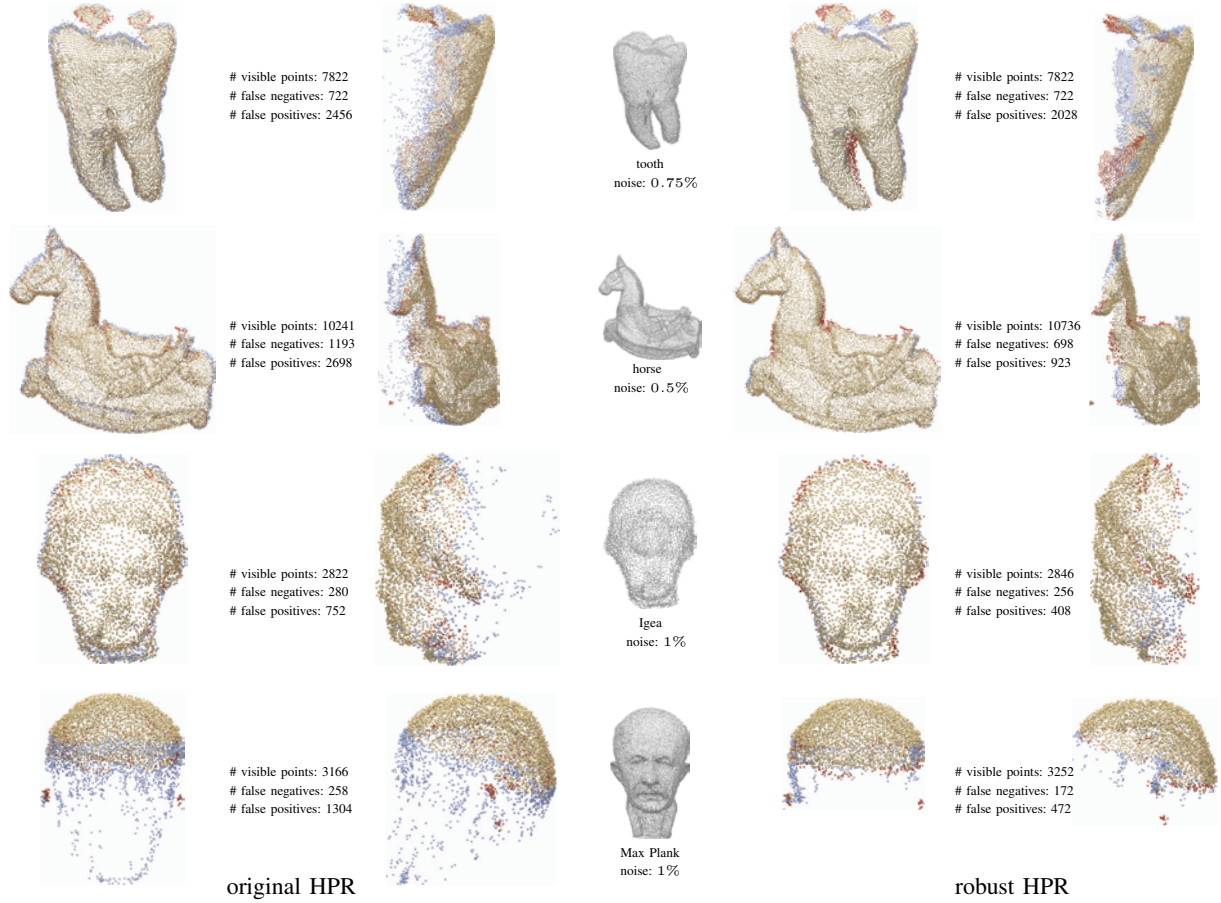 # visible points: 7822
# false negatives: 722
# false positives: 2456
tooth
noise: 0.75%
# visible points: 7822
# false negatives: 722
# false positives: 2028
# visible points: 10241
# false negatives: 1193
# false positives: 2698
horse
noise: 0.5%
# visible points: 10736
# false negatives: 698
# false positives: 923
# visible points: 2822
# false negatives: 280
# false positives: 752
Igea
noise: 1%
# visible points: 2846
# false negatives: 256
# false positives: 408
# visible points: 3166
# false negatives: 258
# false positives: 1304
Max Plank
noise: 1%
# visible points: 3252
# false negatives: 172
# false positives: 472
original HPR
robust HPR